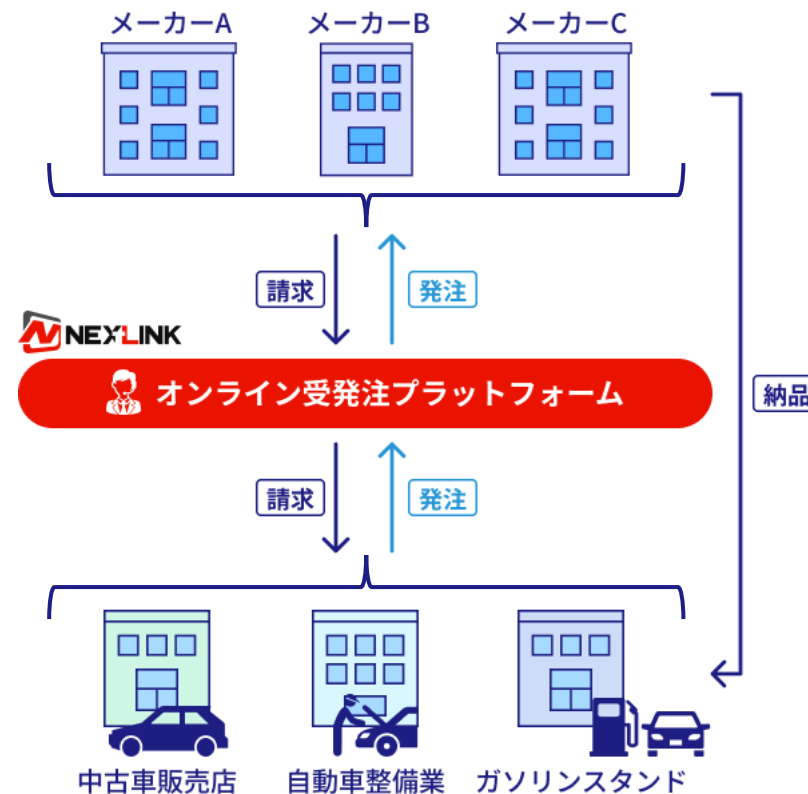 メーカーA
メーカーB
メーカーC
請求
発注
NEXLINK
オンライン受発注プラットフォーム
納品
請求
発注
中古車販売店
自動車整備業
ガソリンスタンド